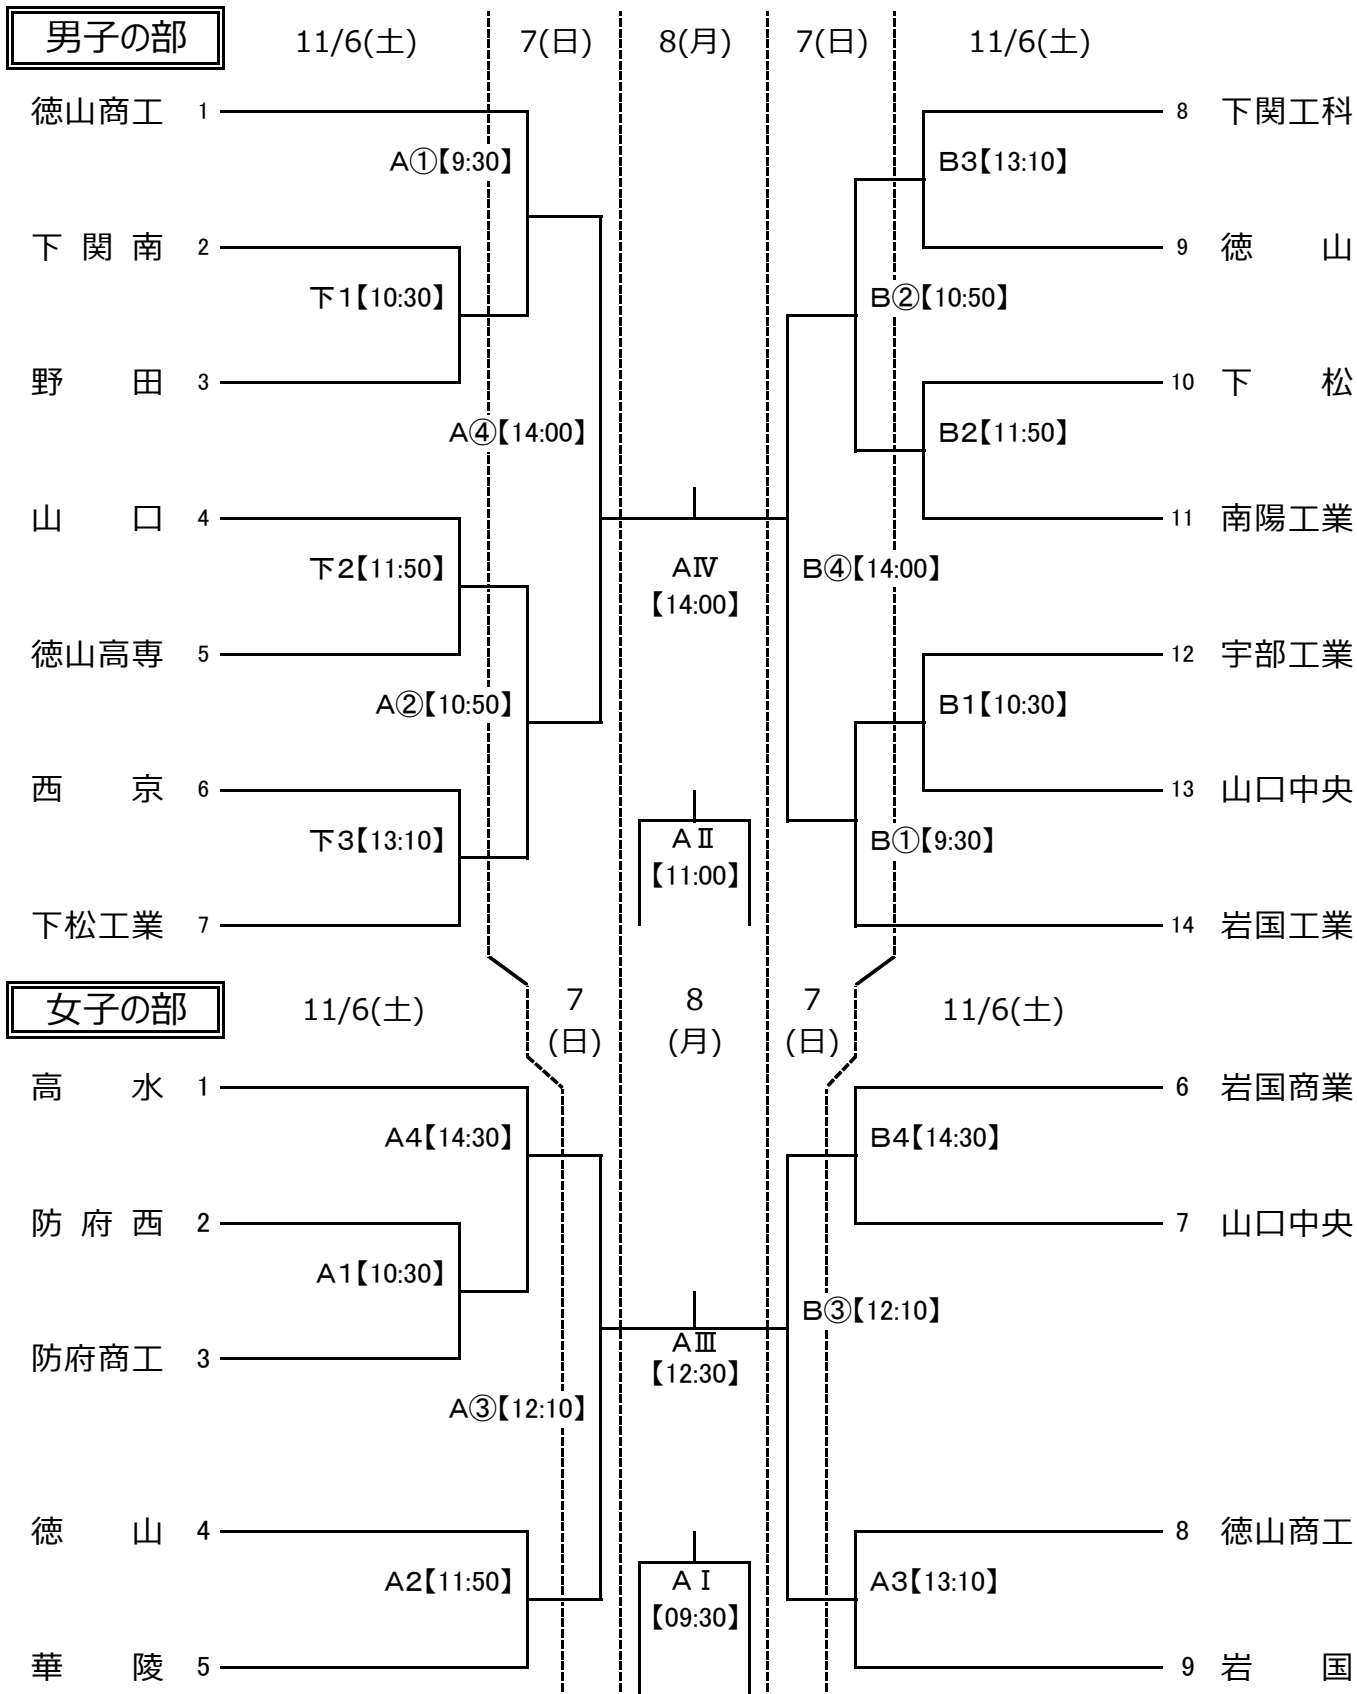 男子の部 11/6(土) 7(日) 8(月) 7(日) 11/6(土)
徳山商工 1 8 下関工科
A①【9:30】 B3【13:10】
下 関 南 2 9 徳 山
下1【10:30】 B②【10:50】
野 田 3 10 下 松
A④【14:00】 B2【11:50】
山 口 4 11 南陽工業
下2【11:50】 AⅣ B④【14:00】
【14:00】
徳山高専 5 12 宇部工業
A②【10:50】 B1【10:30】
西 京 6 13 山口中央
下3【13:10】 AⅡ B①【9:30】
【11:00】
下松工業 7 14 岩国工業
女子の部 11/6(土) 7 8 7 11/6(土)
(日) (月) (日)
高 水 1 6 岩国商業
A4【14:30】 B4【14:30】
防 府 西 2 7 山口中央
A1【10:30】 B③【12:10】
防府商工 3 AⅢ
【12:30】
A③【12:10】
徳 山 4 8 徳山商工
A2【11:50】 AⅠ A3【13:10】
【09:30】
華 陵 5 9 岩 国